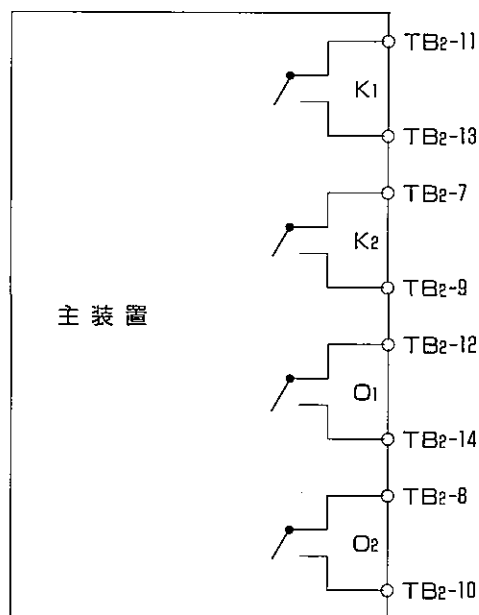 TB2-11
K1
TB2-13
TB2-7
K2
TB2-9
主装置
TB2-12
O1
TB2-14
TB2-8
O2
TB2-10